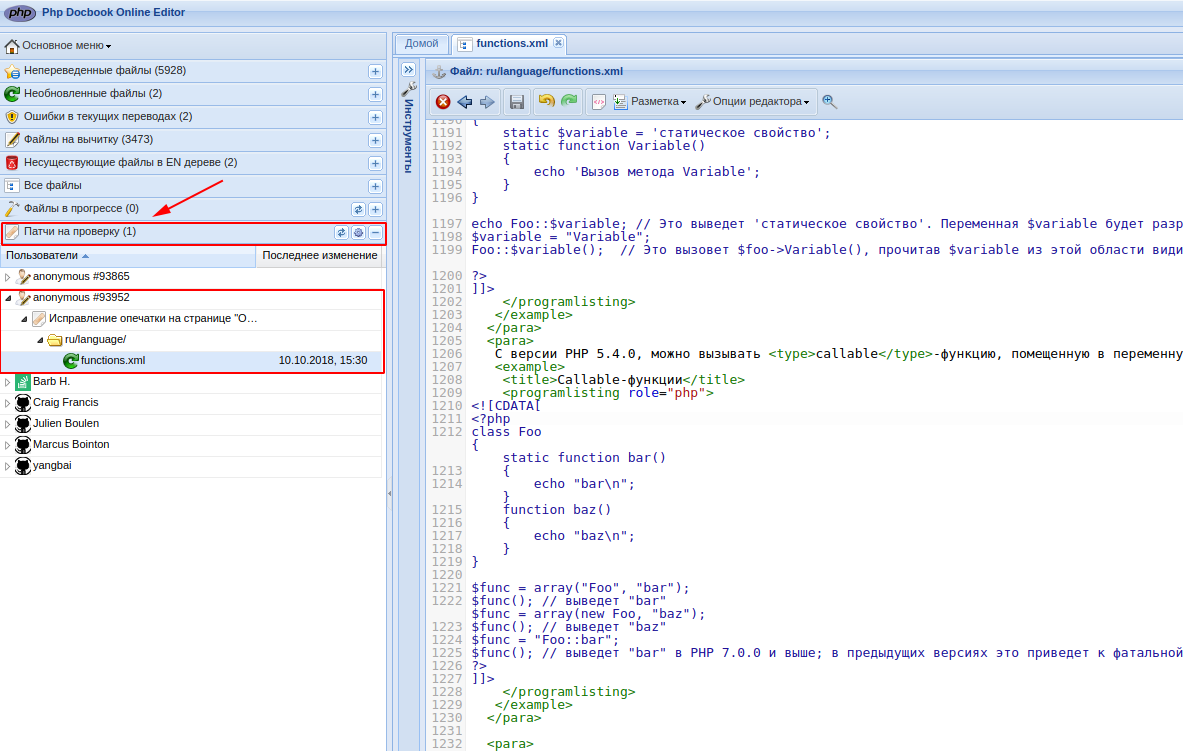 php Php Docbook Online Editor
Основное меню
Непереведенные файлы (5928)
Необновленные файлы (2)
Ошибки в текущих переводах (2)
Файлы на вычитку (3473)
Несуществующие файлы в EN дереве (2)
Все файлы
Файлы в прогрессе (0)
Патчи на проверку (1)
Пользователи Последнее изменение
anonymous #93865
anonymous #93952
Исправление опечатки на странице "О...
ru/language/
functions.xml 10.10.2018, 15:30
Barb H.
Craig Francis
Julien Boulen
Marcus Bointon
yangbai
Домой functions.xml
Инструменты
Файл: ru/language/functions.xml
Разметка Опции редактора
1190 {
1191 static $variable = 'статическое свойство';
1192 static function Variable()
1193 {
1194 echo 'Вызов метода Variable';
1195 }
1196 }
1197 echo Foo::$variable; // Это выведет 'статическое свойство'. Переменная $variable будет разр
1198 $variable = "Variable";
1199 Foo::$variable();  // Это вызовет $foo->Variable(), прочитав $variable из этой области види
1200 ?>
1201 ]]>
1202 </programlisting>
1203 </example>
1204 </para>
1205 <para>
1206 С версии PHP 5.4.0, можно вызывать <type>callable</type>-функцию, помещенную в переменну
1207 <example>
1208 <title>Callable-функции</title>
1209 <programlisting role="php">
1210 <![CDATA[
1211 <?php
1212 class Foo
{
static function bar()
1213 {
1214 echo "bar\n";
}
1215 function baz()
1216 {
1217 echo "baz\n";
1218 }
1219 }
1220
1221 $func = array("Foo", "bar");
1222 $func(); // выведет "bar"
$func = array(new Foo, "baz");
1223 $func(); // выведет "baz"
1224 $func = "Foo::bar";
1225 $func(); // выведет "bar" в PHP 7.0.0 и выше; в предыдущих версиях это приведет к фатальной
1226 ?>
1227 ]]>
1228 </programlisting>
1229 </example>
1230 </para>
1231
1232 <para>